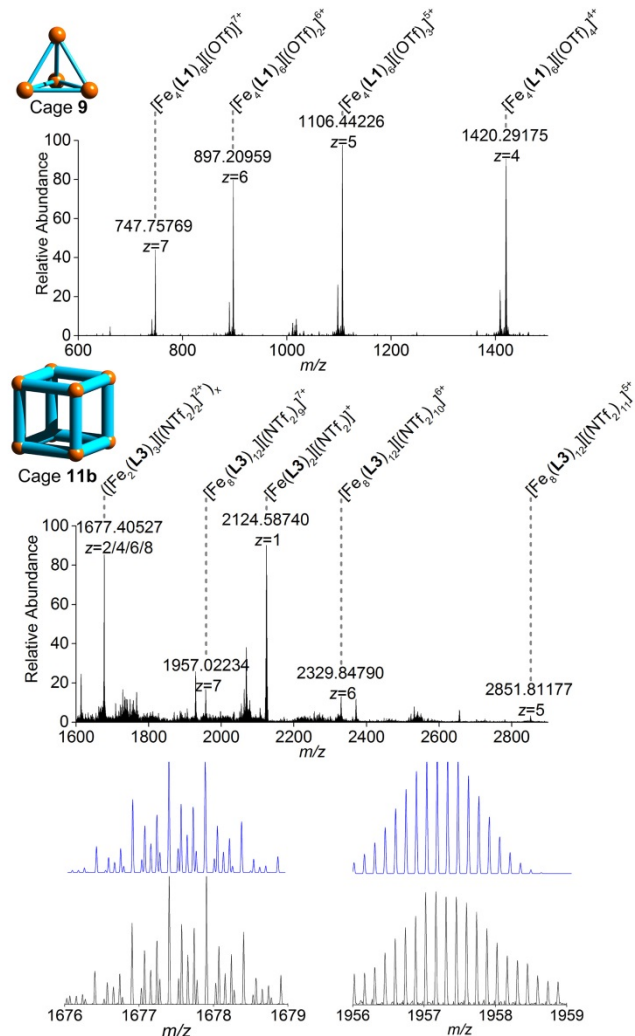 [Fe₄(L1)₆][(OTf)]⁷⁺
[Fe₄(L1)₆][(OTf)₂]⁶⁺
[Fe₄(L1)₆][(OTf)₃]⁵⁺
[Fe₄(L1)₆][(OTf)₄]⁴⁺
Cage 9
100
80
60
40
20
0
Relative Abundance
747.75769
z=7
897.20959
z=6
1106.44226
z=5
1420.29175
z=4
600 800 1000 1200 1400
m/z
([Fe₂(L3)₃][(NTf₂)₂]²⁺)ₓ
[Fe₈(L3)₁₂][(NTf₂)₉]⁷⁺
[Fe(L3)₂][(NTf₂)]⁺
[Fe₈(L3)₁₂][(NTf₂)₁₀]⁶⁺
[Fe₈(L3)₁₂][(NTf₂)₁₁]⁵⁺
Cage 11b
100
80
60
40
20
0
Relative Abundance
1677.40527
z=2/4/6/8
1957.02234
z=7
2124.58740
z=1
2329.84790
z=6
2851.81177
z=5
1600 1800 2000 2200 2400 2600 2800
m/z
1676 1677 1678 1679
m/z
1956 1957 1958 1959
m/z